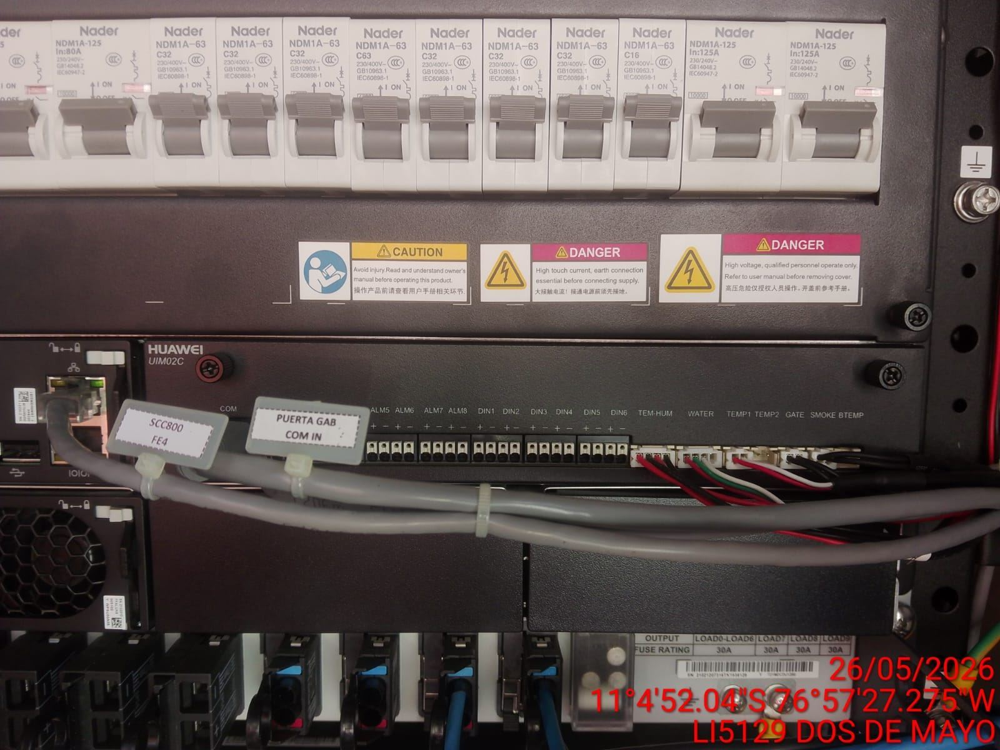 Nader
NDM1A-125
In:80A
230/240V~
GB14048.2
IEC60947-2
I ON
10000
Nader
NDM1A-63
C32
230/400V~
GB10963.1
IEC60898-1
I ON
Nader
NDM1A-63
C32
230/400V~
GB10963.1
IEC60898-1
I ON
Nader
NDM1A-63
C32
230/400V~
GB10963.1
IEC60898-1
I ON
Nader
NDM1A-63
C63
230/400V~
GB10963.1
IEC60898-1
I ON
Nader
NDM1A-63
C32
230/400V~
GB10963.1
IEC60898-1
I ON
Nader
NDM1A-63
C32
230/400V~
GB10963.1
IEC60898-1
I ON
Nader
NDM1A-63
C32
230/400V~
GB10963.1
IEC60898-1
I ON
Nader
NDM1A-63
C16
230/400V~
GB10963.1
IEC60898-1
I ON
Nader
NDM1A-125
In:125A
230/240V~
GB14048.2
IEC60947-2
I ON
10000
Nader
NDM1A-125
In:125A
230/240V~
GB14048.2
IEC60947-2
I ON
10000
CAUTION
Avoid injury.Read and understand owner's
manual before operating this product.
操作产品前请查看用户手册相关环节.
DANGER
High touch current, earth connection
essential before connecting supply.
大接触电流！接通电源前须先接地。
DANGER
High voltage, qualified personnel operate only.
Refer to user manual before removing cover.
高压危险仅授权人员操作。开盖前参考手册。
HUAWEI
UIM02C
COM
ALM5 ALM6 ALM7 ALM8 DIN1 DIN2 DIN3 DIN4 DIN5 DIN6 TEM-HUM WATER TEMP1 TEMP2 GATE SMOKE BTEMP
SCC800
FE4
PUERTA GAB
COM IN
OUTPUT LOAD0-LOAD6 LOAD7 LOAD8 LOAD9
FUSE RATING 30A 30A 30A 30A
26/05/2026
11°4'52.04"S 76°57'27.275"W
LI5129 DOS DE MAYO